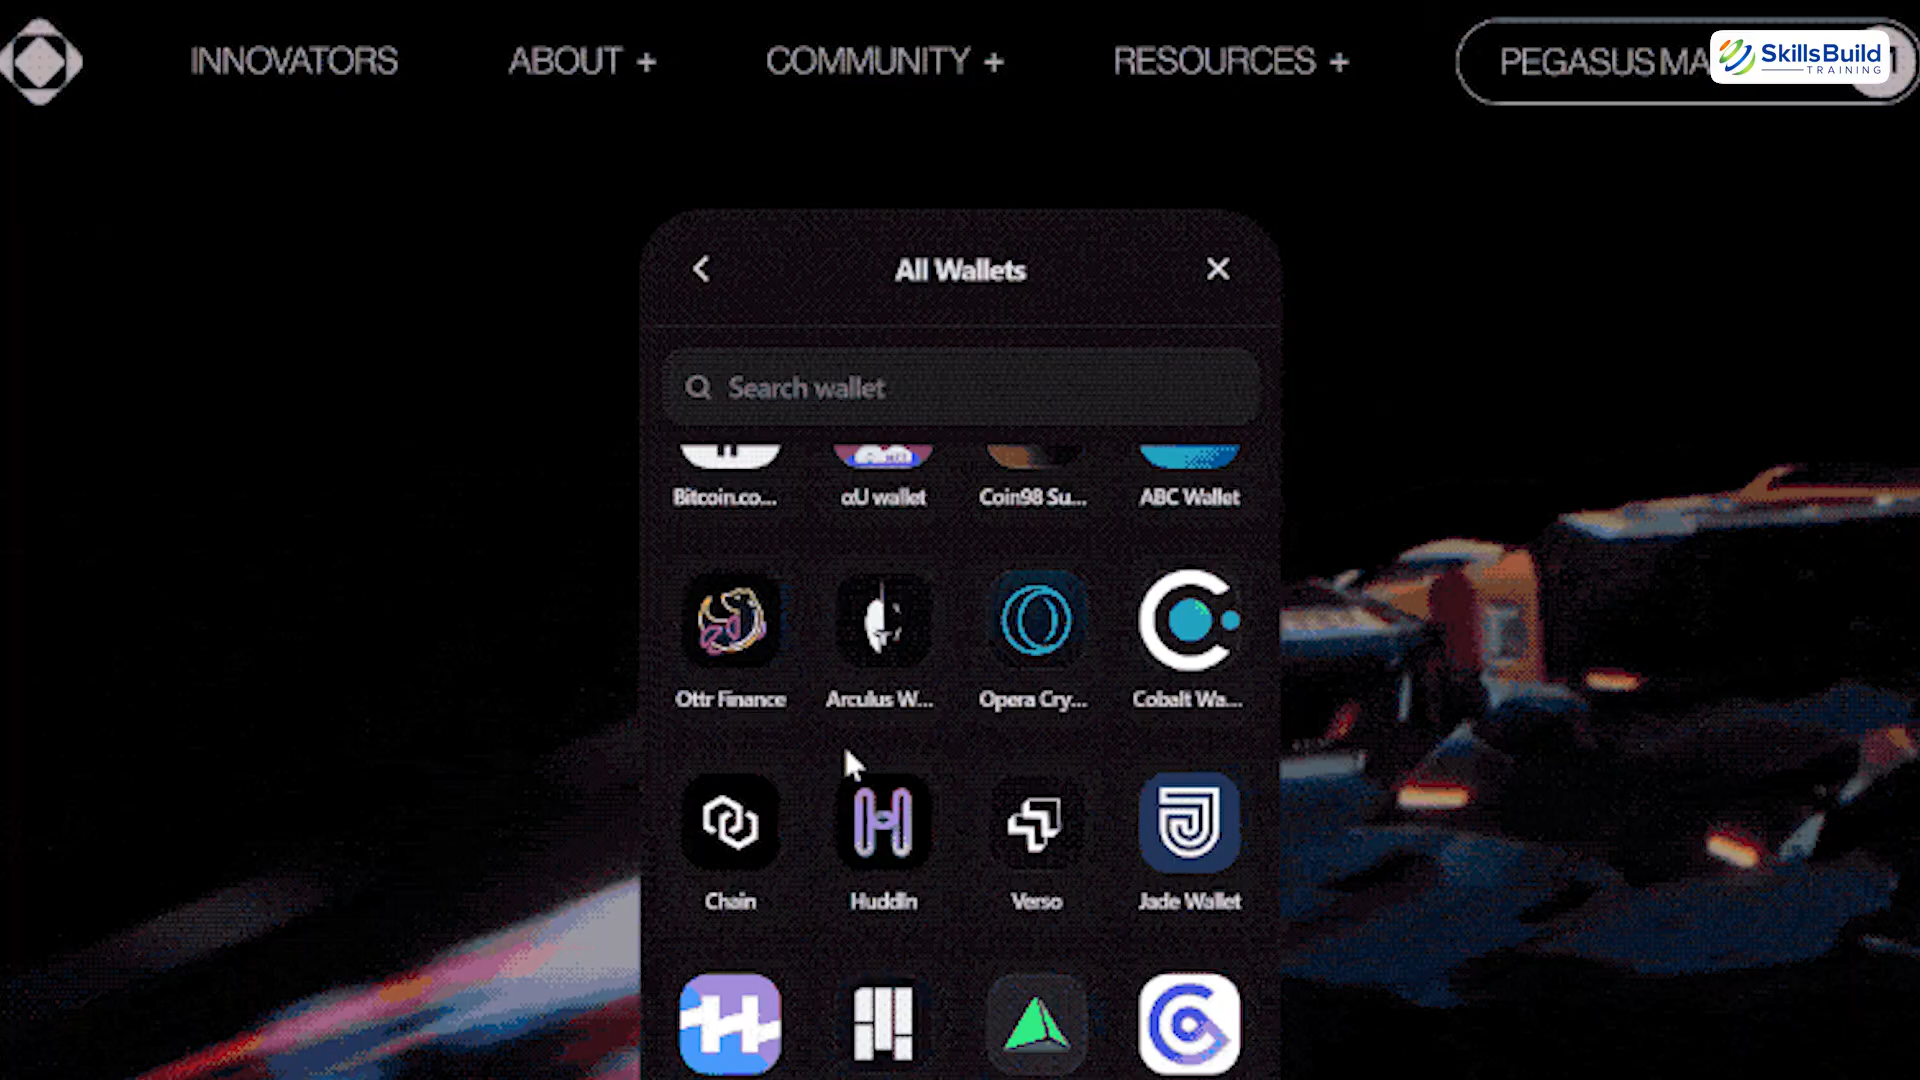 INNOVATORS
ABOUT +
COMMUNITY +
RESOURCES +
PEGASUS MA
SkillsBuild
TRAINING
All Wallets
Search wallet
Bitcoin.co...
αU wallet
Coin98 Su...
ABC Wallet
Ottr Finance
Arculus W...
Opera Cry...
Cobalt Wa...
Chain
Huddln
Verso
Jade Wallet